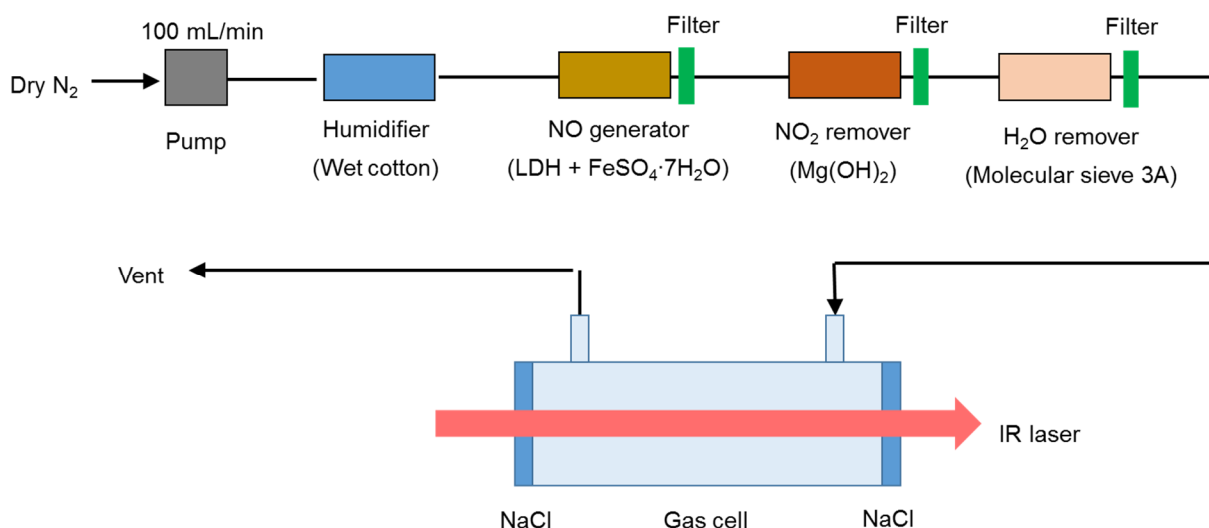 100 mL/min
Filter
Filter
Filter
Dry N₂
Pump
Humidifier
(Wet cotton)
NO generator
(LDH + FeSO₄·7H₂O)
NO₂ remover
(Mg(OH)₂)
H₂O remover
(Molecular sieve 3A)
Vent
IR laser
NaCl
Gas cell
NaCl